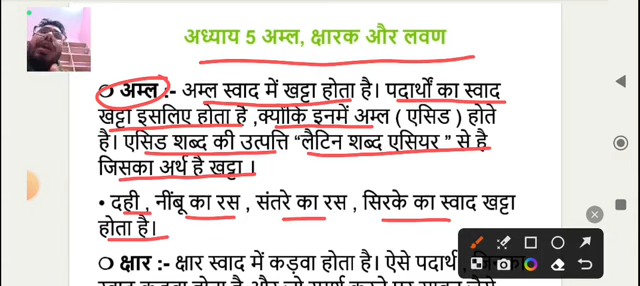 अध्याय 5 अम्ल, क्षारक और लवण
❍ अम्ल :- अम्ल स्वाद में खट्टा होता है। पदार्थों का स्वाद
खट्टा इसलिए होता है ,क्योंकि इनमें अम्ल ( एसिड ) होते
है। एसिड शब्द की उत्पत्ति “लैटिन शब्द एसियर” से है
जिसका अर्थ है खट्टा ।
• दही , नींबू का रस , संतरे का रस , सिरके का स्वाद खट्टा
होता है।
❍ क्षार :- क्षार स्वाद में कड़वा होता है। ऐसे पदार्थ ,